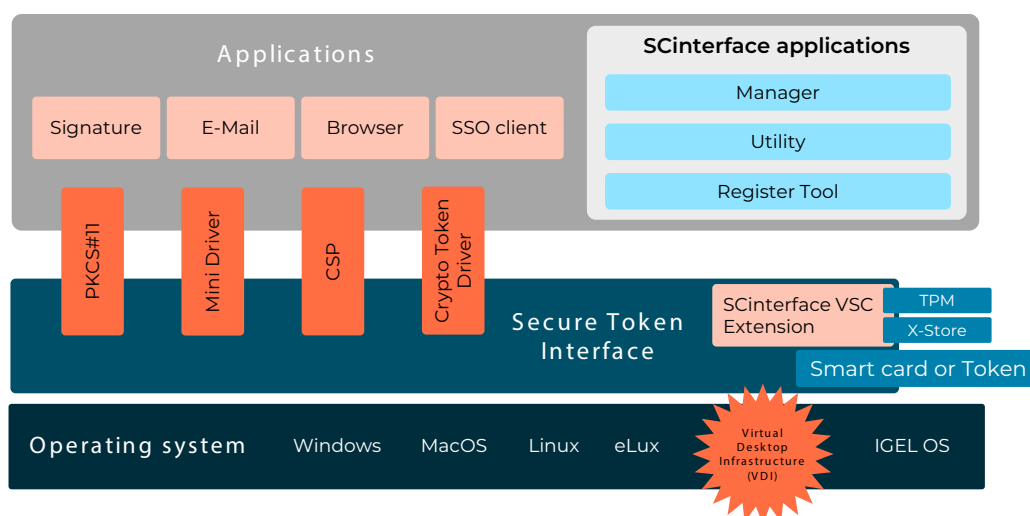 Applications
SCinterface applications
Manager
Utility
Register Tool
Signature
E-Mail
Browser
SSO client
PKCS#11
Mini Driver
CSP
Crypto Token
Driver
Secure Token
Interface
SCinterface VSC
Extension
TPM
X-Store
Smart card or Token
Operating system
Windows
MacOS
Linux
eLux
Virtual
Desktop
Infrastructure
(VDI)
IGEL OS